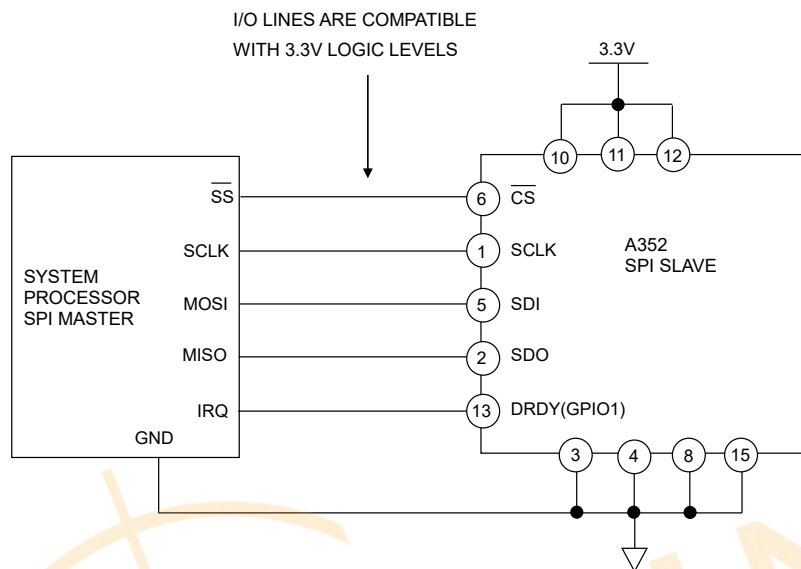 I/O LINES ARE COMPATIBLE
WITH 3.3V LOGIC LEVELS
3.3V
10
11
12
SS
6
CS
SCLK
1
SCLK
A352
SPI SLAVE
SYSTEM
PROCESSOR
SPI MASTER
MOSI
5
SDI
MISO
2
SDO
IRQ
13
DRDY(GPIO1)
GND
3
4
8
15